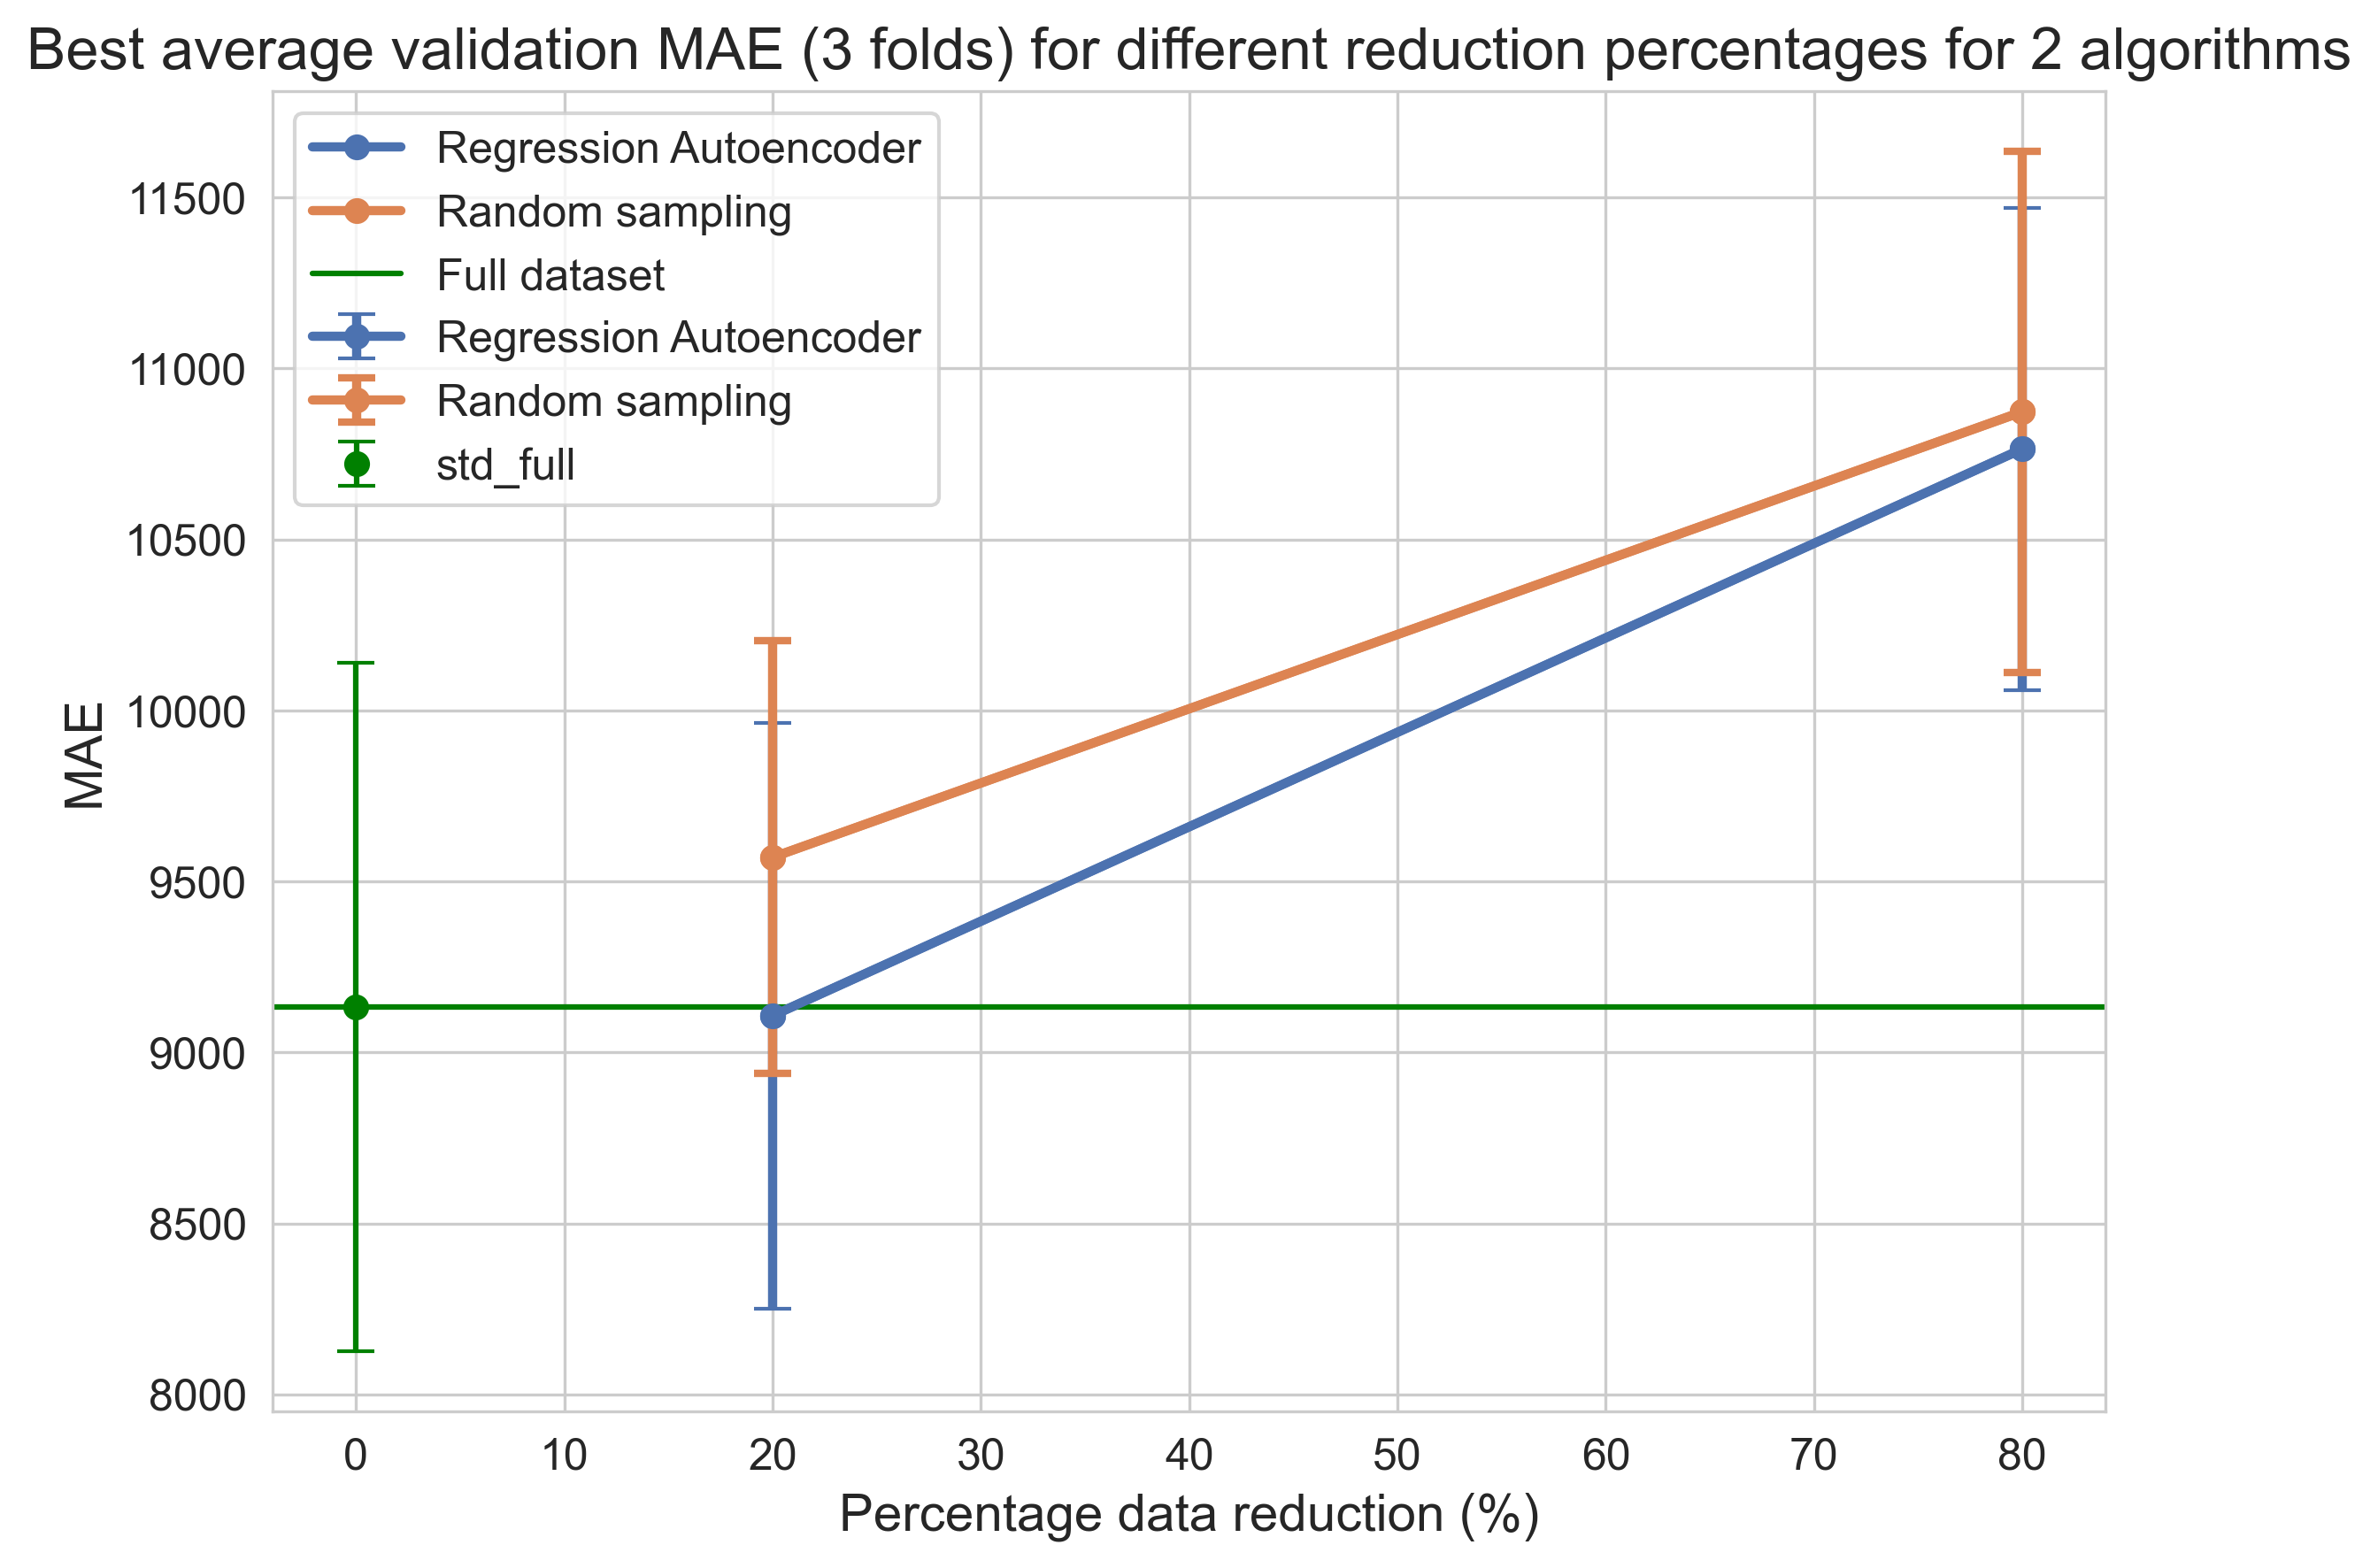 Best average validation MAE (3 folds) for different reduction percentages for 2 algorithms
Regression Autoencoder
Random sampling
Full dataset
Regression Autoencoder
Random sampling
std_full
MAE
11500
11000
10500
10000
9500
9000
8500
8000
0 10 20 30 40 50 60 70 80
Percentage data reduction (%)